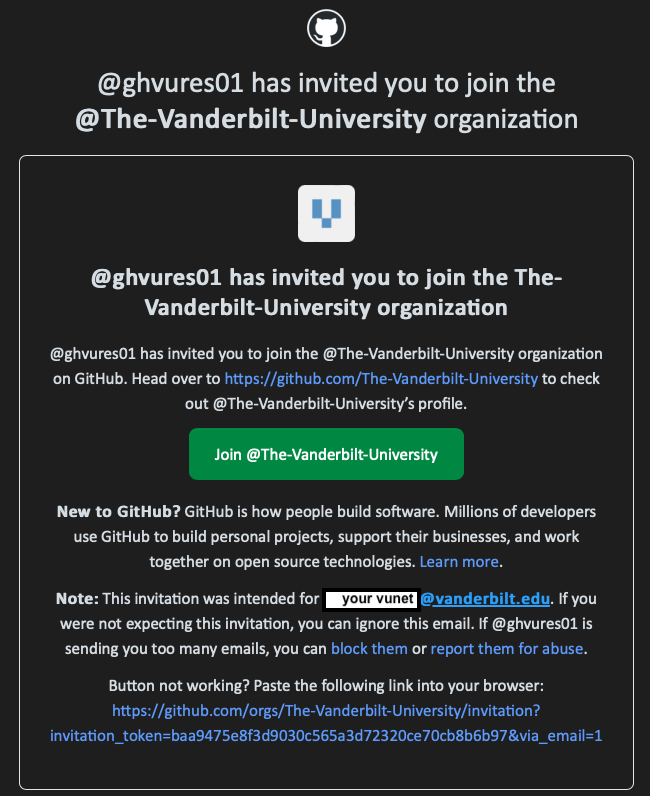 @ghvures01 has invited you to join the
@The-Vanderbilt-University organization
@ghvures01 has invited you to join the The-
Vanderbilt-University organization
@ghvures01 has invited you to join the @The-Vanderbilt-University organization
on GitHub. Head over to https://github.com/The-Vanderbilt-University to check
out @The-Vanderbilt-University’s profile.
Join @The-Vanderbilt-University
New to GitHub? GitHub is how people build software. Millions of developers
use GitHub to build personal projects, support their businesses, and work
together on open source technologies. Learn more.
Note: This invitation was intended for your vunet @vanderbilt.edu. If you
were not expecting this invitation, you can ignore this email. If @ghvures01 is
sending you too many emails, you can block them or report them for abuse.
Button not working? Paste the following link into your browser:
https://github.com/orgs/The-Vanderbilt-University/invitation?
invitation_token=baa9475e8f3d9030c565a3d72320ce70cb8b6b97&via_email=1